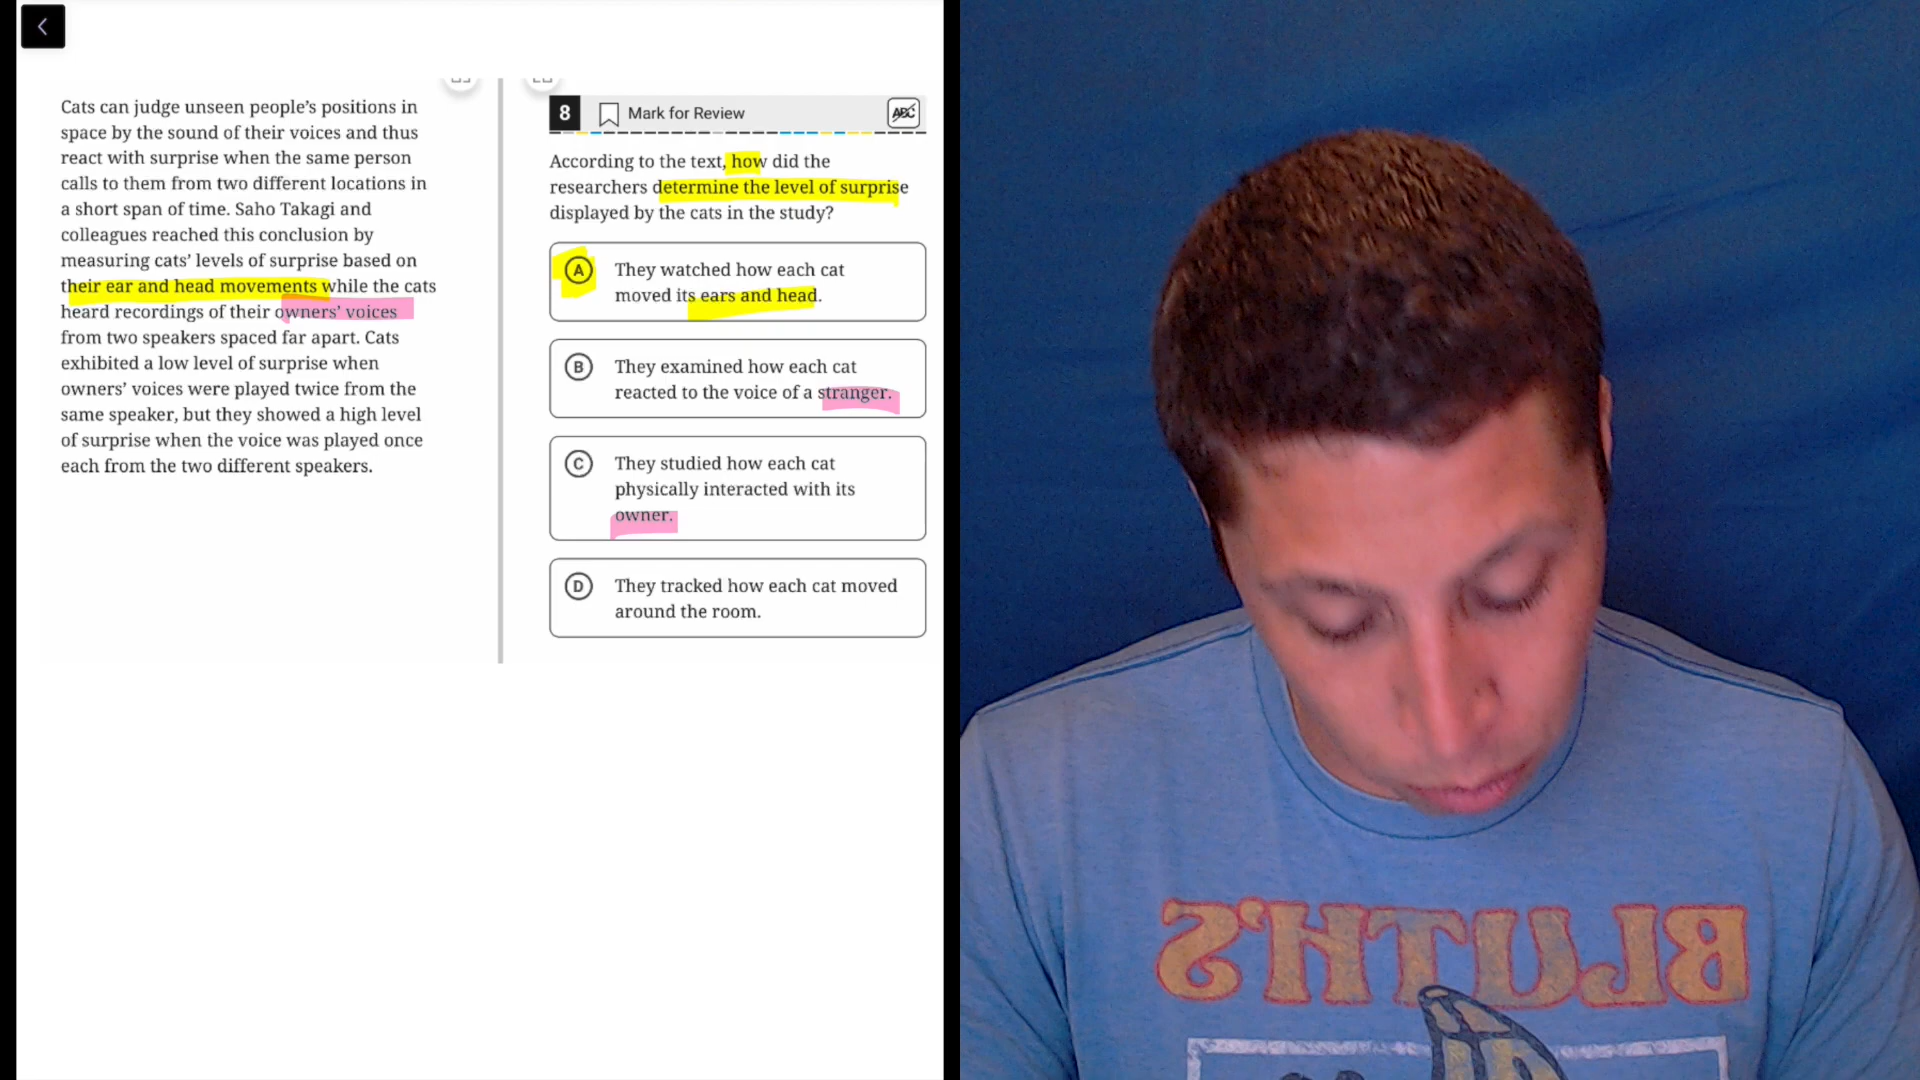 Cats can judge unseen people's positions in
space by the sound of their voices and thus
react with surprise when the same person
calls to them from two different locations in
a short span of time. Saho Takagi and
colleagues reached this conclusion by
measuring cats' levels of surprise based on
their ear and head movements while the cats
heard recordings of their owners' voices
from two speakers spaced far apart. Cats
exhibited a low level of surprise when
owners' voices were played twice from the
same speaker, but they showed a high level
of surprise when the voice was played once
each from the two different speakers.
8 Mark for Review ABC
According to the text, how did the
researchers determine the level of surprise
displayed by the cats in the study?
A They watched how each cat
moved its ears and head.
B They examined how each cat
reacted to the voice of a stranger.
C They studied how each cat
physically interacted with its
owner.
D They tracked how each cat moved
around the room.
BLUTH'S